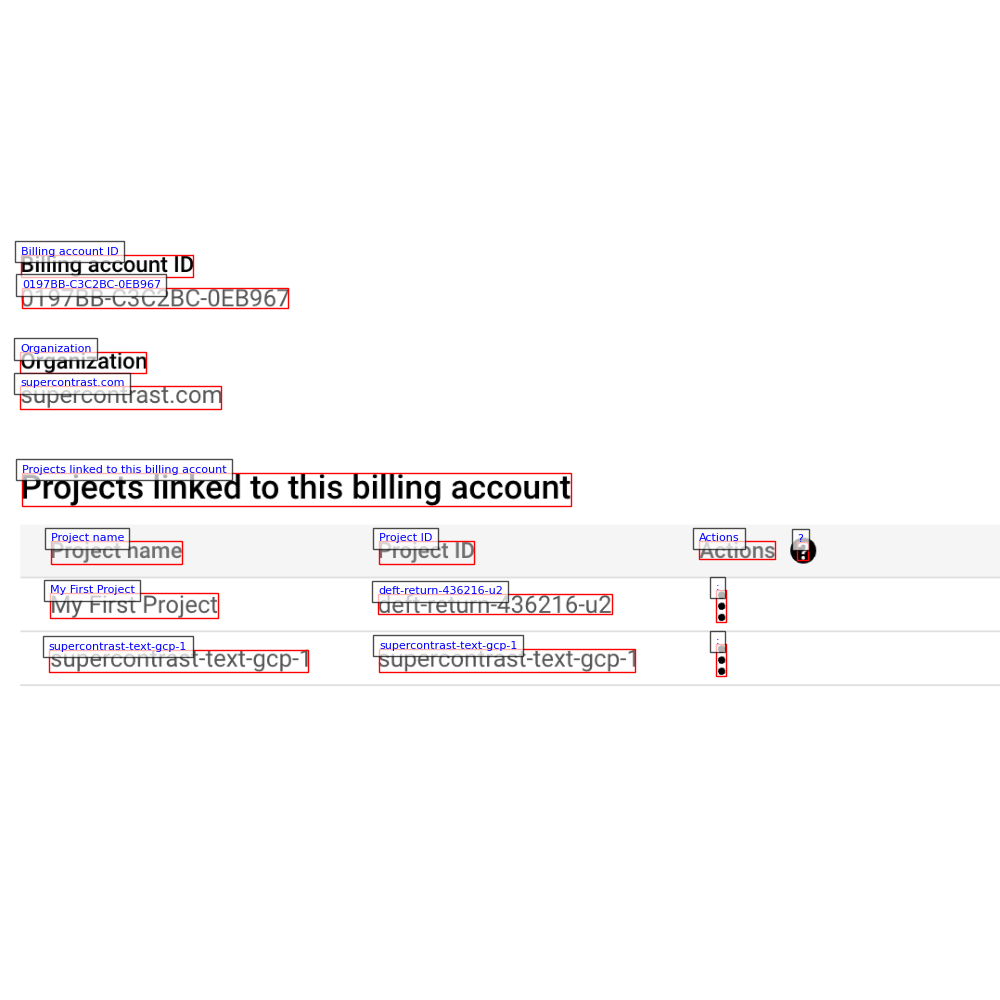 Billing account ID
Billing account ID
0197BB-C3C2BC-0EB967
0197BB-C3C2BC-0EB967
Organization
Organization
supercontrast.com
supercontrast.com
Projects linked to this billing account
Projects linked to this billing account
Project name Project ID Actions ?
Project name Project ID Actions ?
My First Project deft-return-436216-u2 :
My First Project deft-return-436216-u2
supercontrast-text-gcp-1 supercontrast-text-gcp-1 :
supercontrast-text-gcp-1 supercontrast-text-gcp-1